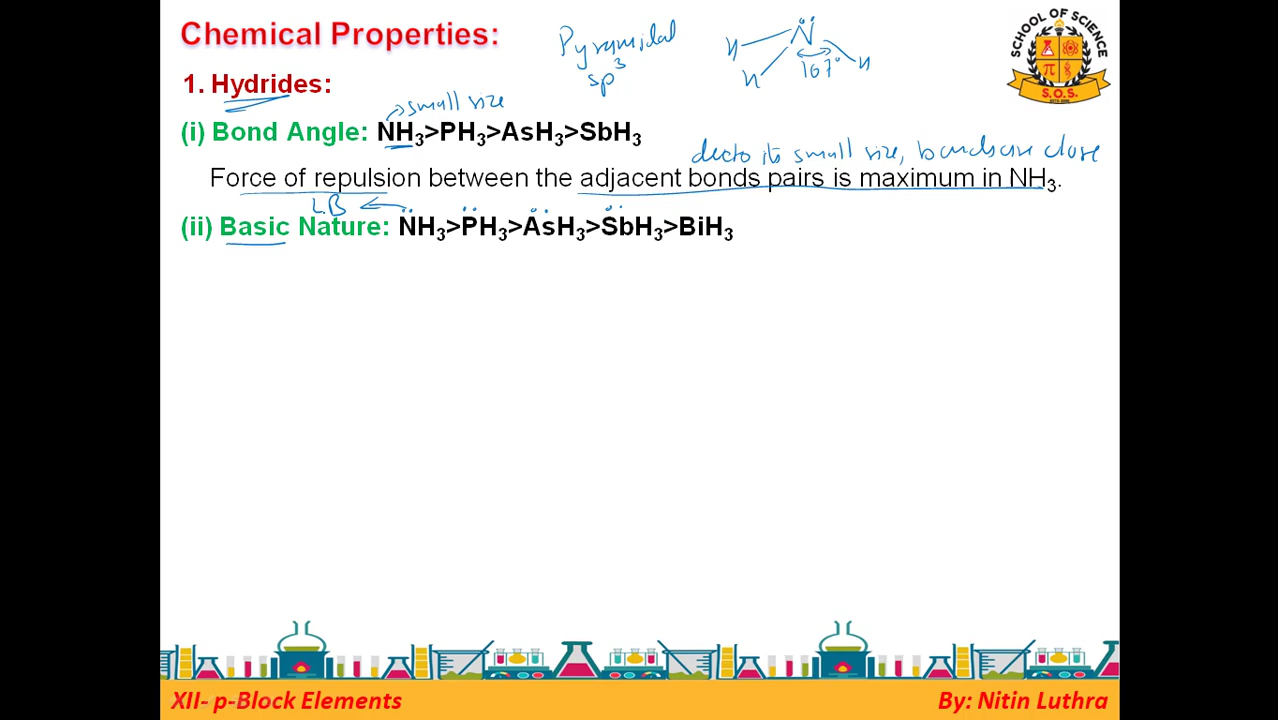 Chemical Properties:
Pyramidal
sp³
N
H
H
H
107°
SCHOOL OF SCIENCE
π
S.O.S.
1. Hydrides:
→small size
(i) Bond Angle: NH₃>PH₃>AsH₃>SbH₃
due to its small size, bonds are close
Force of repulsion between the adjacent bonds pairs is maximum in NH₃.
L.B ←
(ii) Basic Nature: NH₃>PH₃>AsH₃>SbH₃>BiH₃
XII- p-Block Elements
By: Nitin Luthra